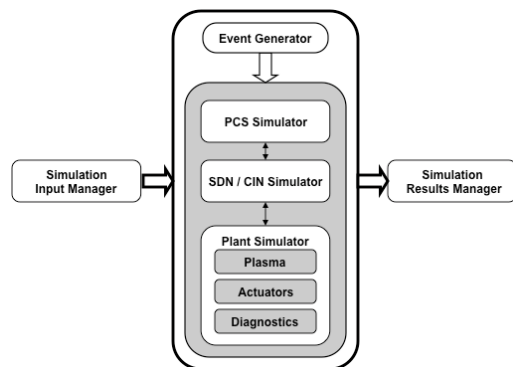 Event Generator
PCS Simulator
Simulation
Input Manager
SDN / CIN Simulator
Simulation
Results Manager
Plant Simulator
Plasma
Actuators
Diagnostics